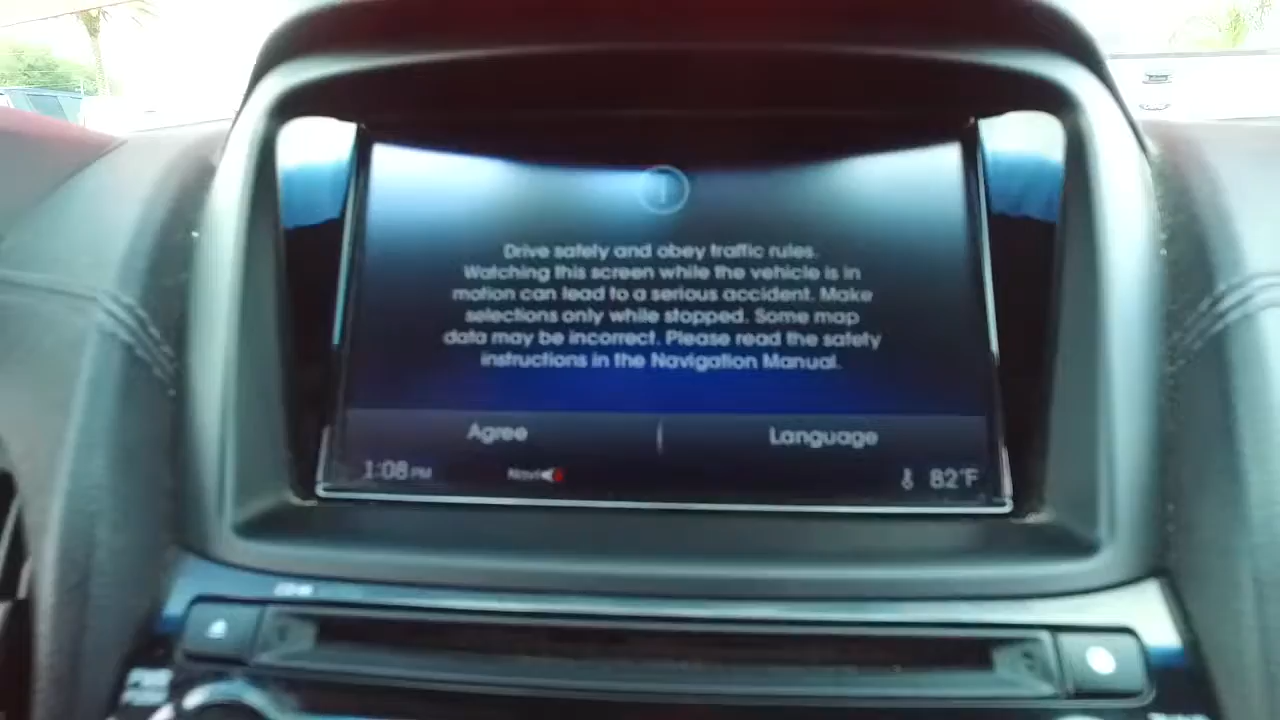 Drive safely and obey traffic rules.
Watching this screen while the vehicle is in
motion can lead to a serious accident. Make
selections only while stopped. Some map
data may be incorrect. Please read the safety
instructions in the Navigation Manual.
Agree
Language
1:08 PM
Navi
82°F